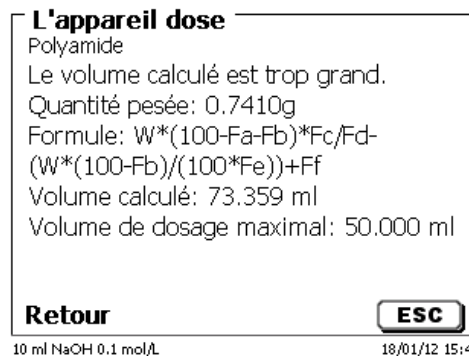 L'appareil dose
Polyamide
Le volume calculé est trop grand.
Quantité pesée: 0.7410g
Formule: W*(100-Fa-Fb)*Fc/Fd-
(W*(100-Fb)/(100*Fe))+Ff
Volume calculé: 73.359 ml
Volume de dosage maximal: 50.000 ml
Retour ESC
10 ml NaOH 0.1 mol/L 18/01/12 15:4